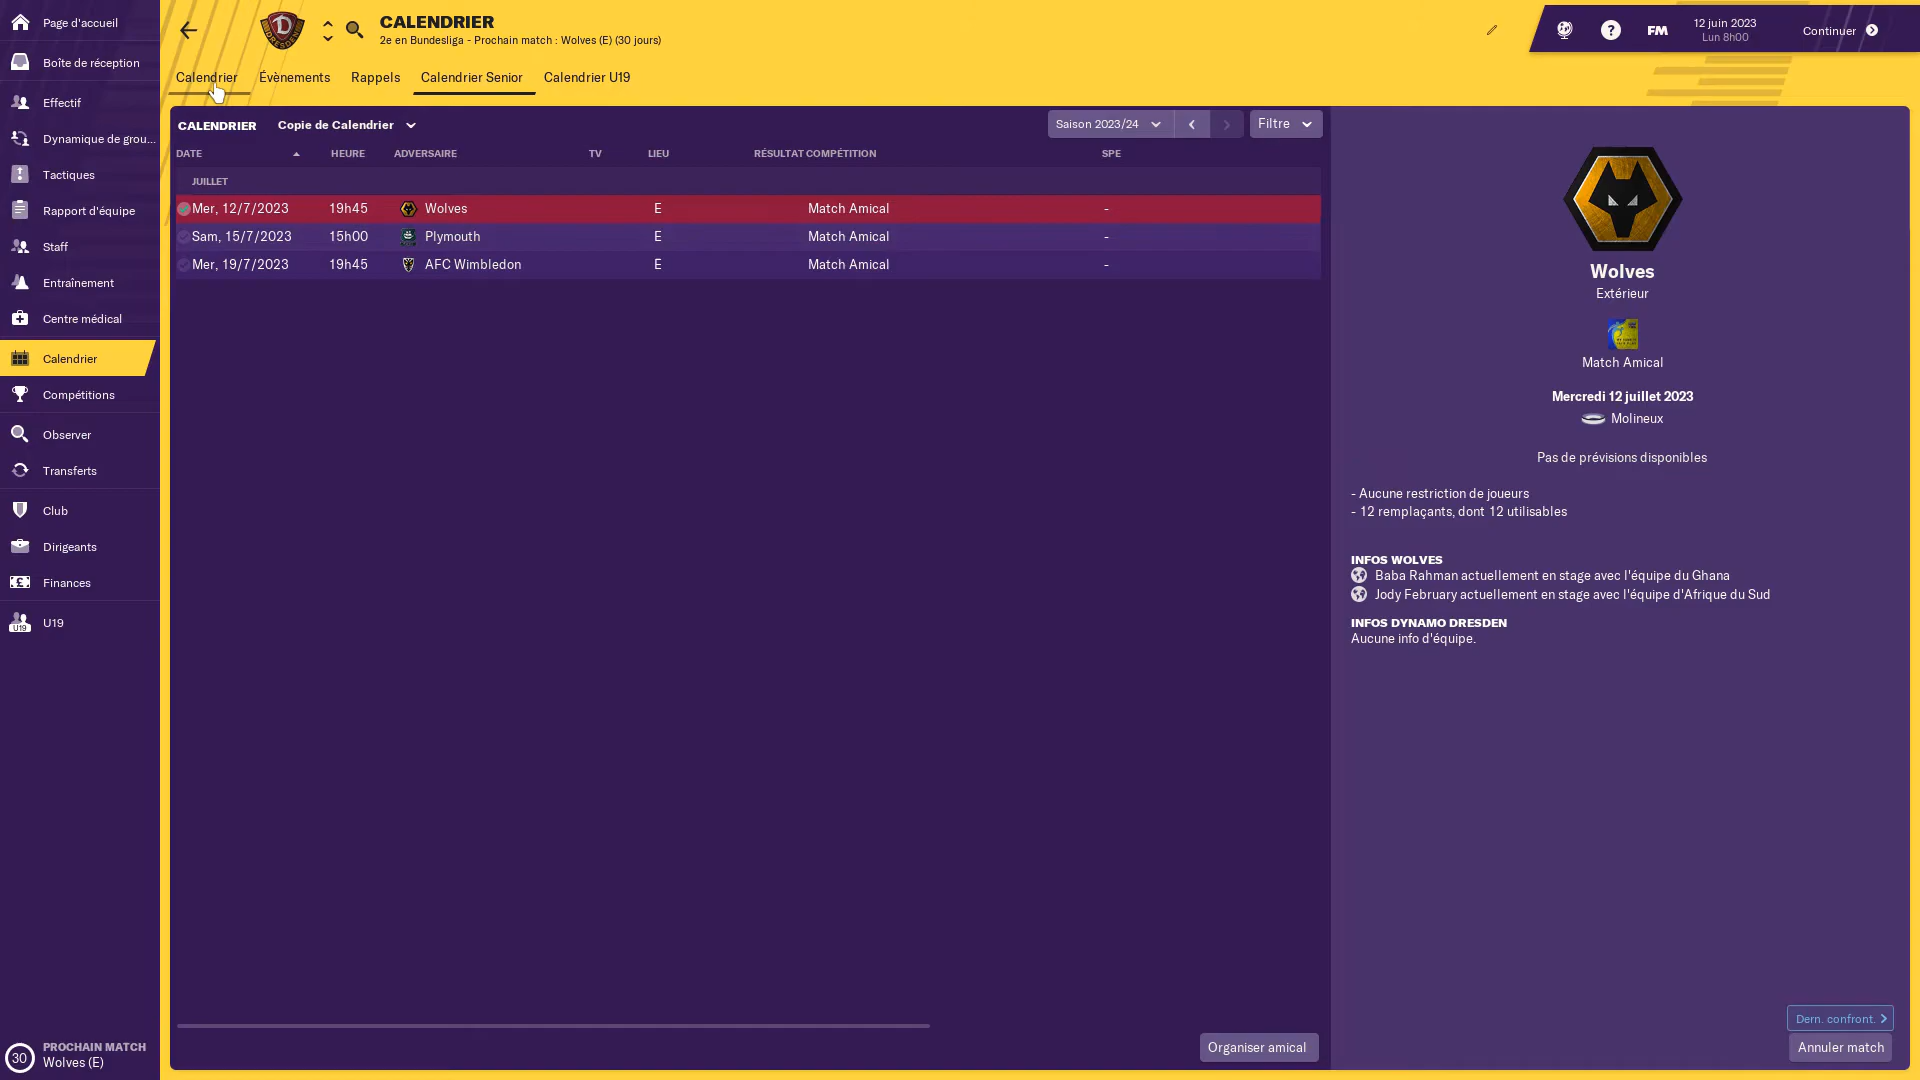 Page d'accueil
Boîte de réception
Effectif
Dynamique de grou...
Tactiques
Rapport d'équipe
Staff
Entraînement
Centre médical
Calendrier
Compétitions
Observer
Transferts
Club
Dirigeants
Finances
U19
U19
30
PROCHAIN MATCH
Wolves (E)
CALENDRIER
2e en Bundesliga - Prochain match : Wolves (E) (30 jours)
?
FM
12 juin 2023
Lun 8h00
Continuer
Calendrier Évènements Rappels Calendrier Senior Calendrier U19
CALENDRIER Copie de Calendrier Saison 2023/24 Filtre
DATE HEURE ADVERSAIRE TV LIEU RÉSULTAT COMPÉTITION SPE
JUILLET
Mer, 12/7/2023 19h45 Wolves E Match Amical -
Sam, 15/7/2023 15h00 Plymouth E Match Amical -
Mer, 19/7/2023 19h45 AFC Wimbledon E Match Amical -
Organiser amical
Wolves
Extérieur
Match Amical
Mercredi 12 juillet 2023
Molineux
Pas de prévisions disponibles
- Aucune restriction de joueurs
- 12 remplaçants, dont 12 utilisables
INFOS WOLVES
Baba Rahman actuellement en stage avec l'équipe du Ghana
Jody February actuellement en stage avec l'équipe d'Afrique du Sud
INFOS DYNAMO DRESDEN
Aucune info d'équipe.
Dern. confront.
Annuler match